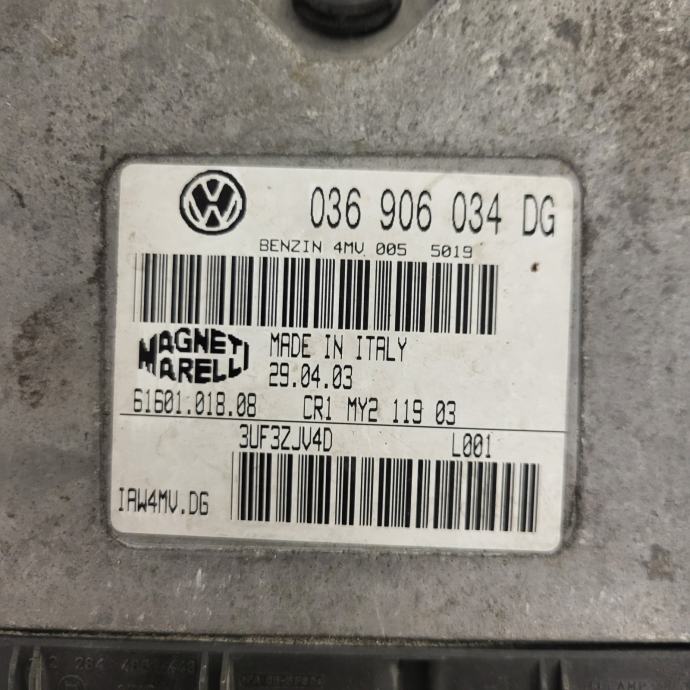 036 906 034 DG
BENZIN 4MV 005 5019
MAGNETI MARELLI
MADE IN ITALY
29.04.03
61601.018.08 CR1 MY2 119 03
3UF3ZJV4D L001
IAW4MV.DG